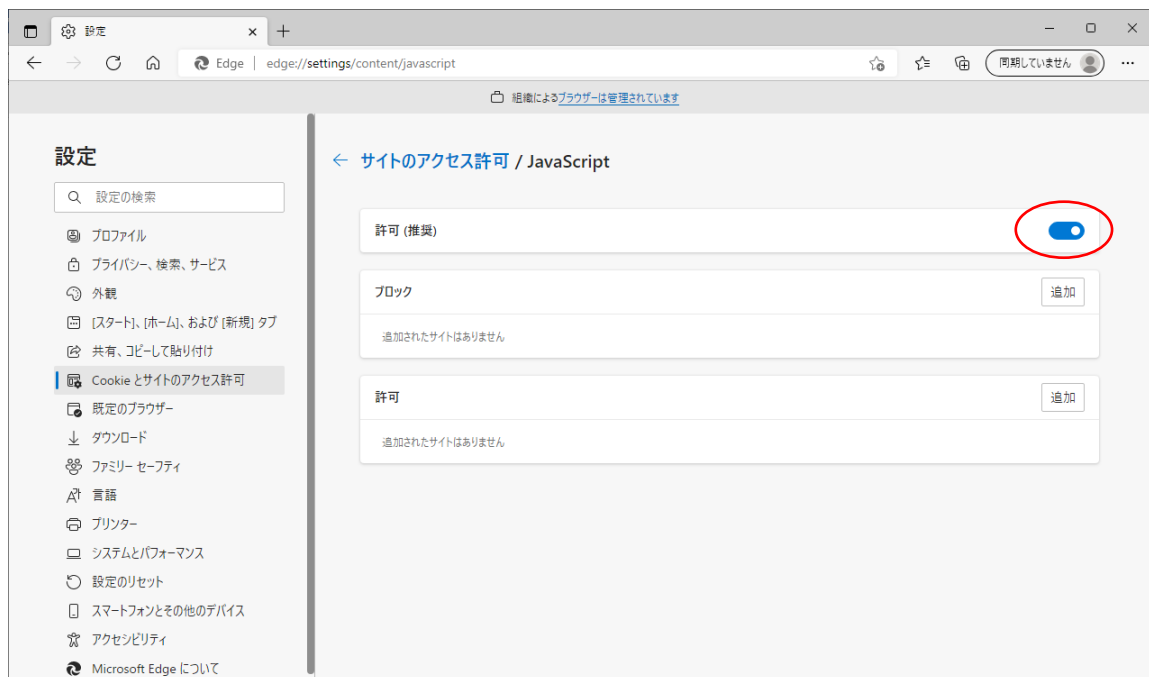 設定
Edge
edge://settings/content/javascript
同期していません
組織によるブラウザーは管理されています
設定
設定の検索
プロファイル
プライバシー、検索、サービス
外観
[スタート]、[ホーム]、および [新規] タブ
共有、コピーして貼り付け
Cookie とサイトのアクセス許可
既定のブラウザー
ダウンロード
ファミリー セーフティ
言語
プリンター
システムとパフォーマンス
設定のリセット
スマートフォンとその他のデバイス
アクセシビリティ
Microsoft Edge について
サイトのアクセス許可 / JavaScript
許可 (推奨)
ブロック
追加
追加されたサイトはありません
許可
追加
追加されたサイトはありません